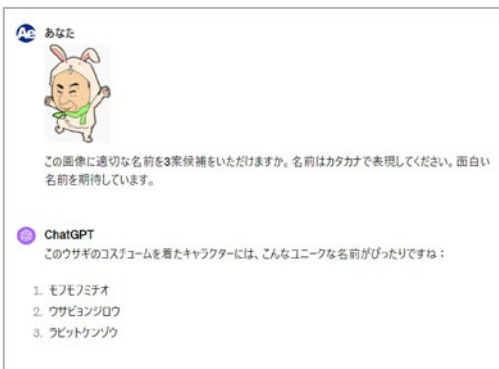 Ae あなた
この画像に適切な名前を3案候補をいただけますか。名前はカタカナで表現してください。面白い
名前を期待しています。
ChatGPT
このウサギのコスチュームを着たキャラクターには、こんなユニークな名前がぴったりですね：
1. モフモフミチオ
2. ウサピョンジロウ
3. ラビットケンゾウ